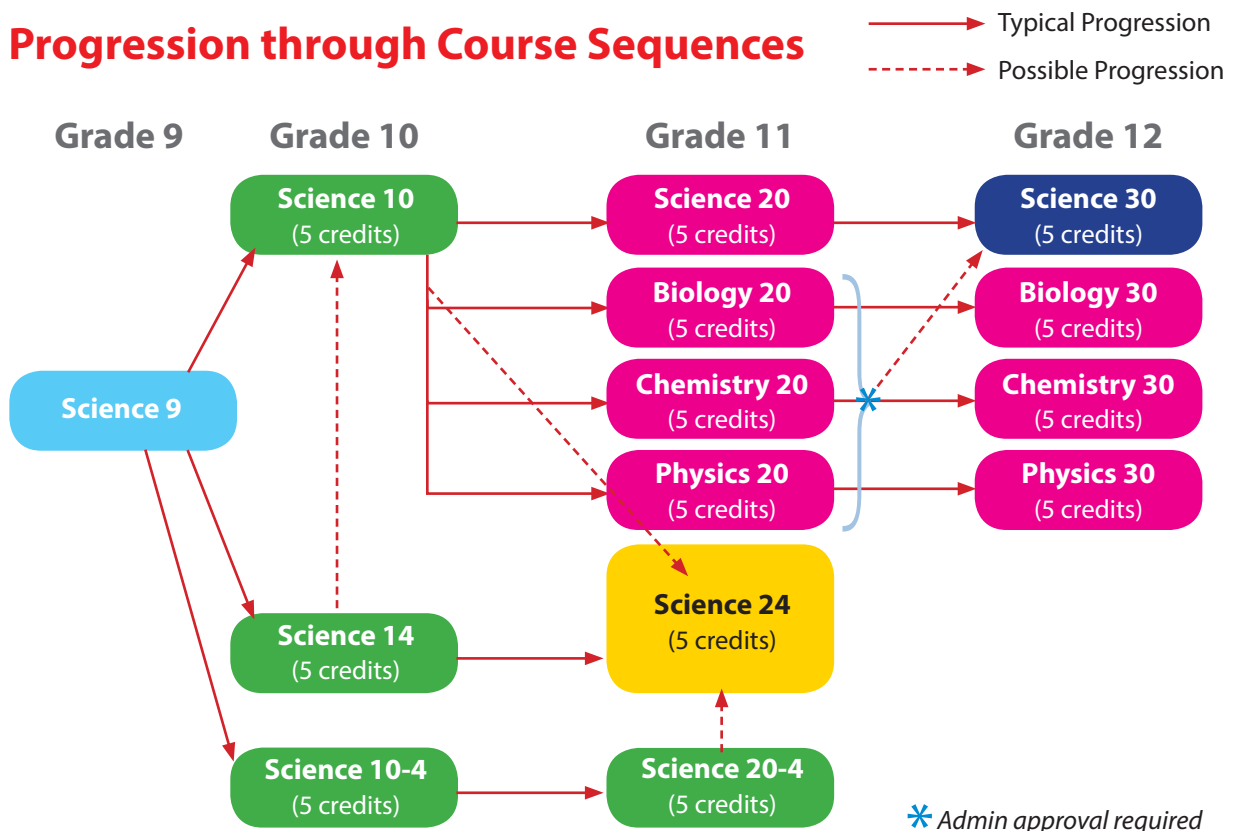 Progression through Course Sequences
Typical Progression
Possible Progression
Grade 9
Grade 10
Grade 11
Grade 12
Science 10
(5 credits)
Science 20
(5 credits)
Science 30
(5 credits)
Biology 20
(5 credits)
Biology 30
(5 credits)
Science 9
Chemistry 20
(5 credits)
Chemistry 30
(5 credits)
Physics 20
(5 credits)
Physics 30
(5 credits)
Science 24
(5 credits)
Science 14
(5 credits)
Science 10-4
(5 credits)
Science 20-4
(5 credits)
* Admin approval required